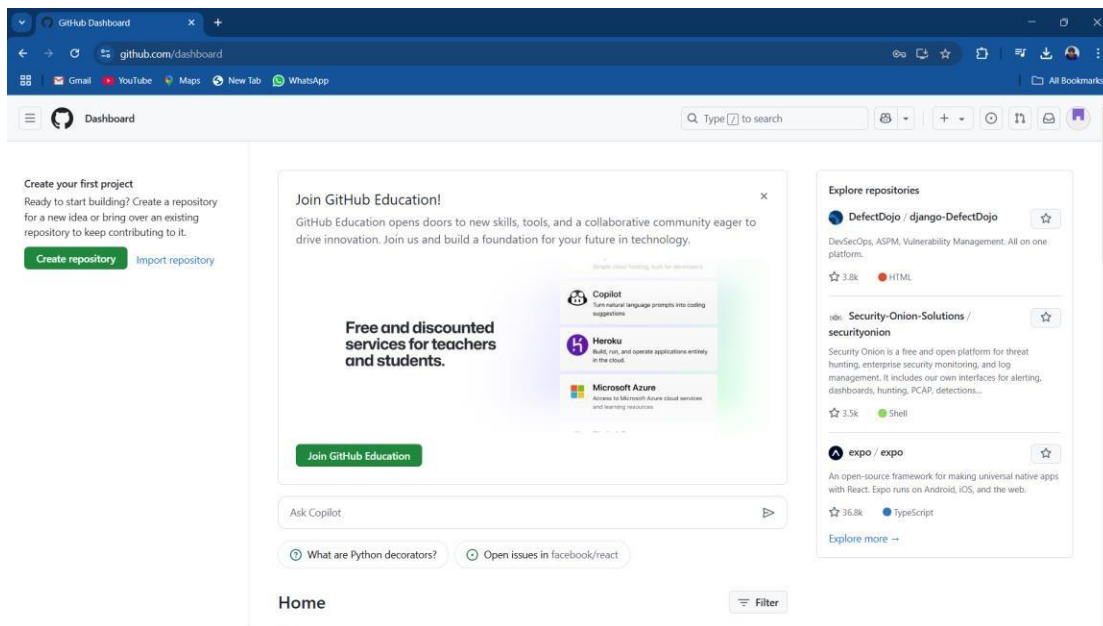 GitHub Dashboard
github.com/dashboard
Gmail YouTube Maps New Tab WhatsApp
All Bookmarks
Dashboard
Type / to search
Create your first project
Ready to start building? Create a repository
for a new idea or bring over an existing
repository to keep contributing to it.
Create repository Import repository
Join GitHub Education!
GitHub Education opens doors to new skills, tools, and a collaborative community eager to
drive innovation. Join us and build a foundation for your future in technology.
Free and discounted
services for teachers
and students.
Simple cloud hosting, built for developers
Copilot
Turn natural language prompts into coding
suggestions
Heroku
Build, run, and operate applications entirely
in the cloud.
Microsoft Azure
Access to Microsoft Azure cloud services
and learning resources
Join GitHub Education
Ask Copilot
What are Python decorators?
Open issues in facebook/react
Home
Filter
Explore repositories
DefectDojo / django-DefectDojo
DevSecOps, ASPM, Vulnerability Management. All on one
platform.
3.8k HTML
Security-Onion-Solutions /
securityonion
Security Onion is a free and open platform for threat
hunting, enterprise security monitoring, and log
management. It includes our own interfaces for alerting,
dashboards, hunting, PCAP, detections...
3.5k Shell
expo / expo
An open-source framework for making universal native apps
with React. Expo runs on Android, iOS, and the web.
36.8k TypeScript
Explore more →